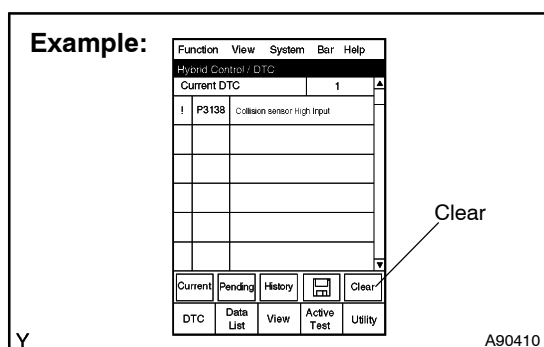 Example:
Function View System Bar Help
Hybrid Control / DTC
Current DTC 1
! P3138 Collision sensor High Input
Clear
Current Pending History Clear
DTC Data List View Active Test Utility
Y A90410